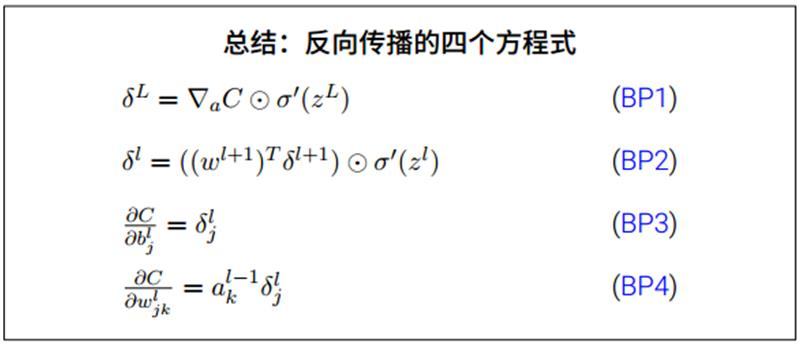 总结：反向传播的四个方程式
δ^L = ∇_a C ⊙ σ′(z^L) (BP1)
δ^l = ((w^{l+1})^T δ^{l+1}) ⊙ σ′(z^l) (BP2)
∂C/∂b^l_j = δ^l_j (BP3)
∂C/∂w^l_{jk} = a^{l−1}_k δ^l_j (BP4)